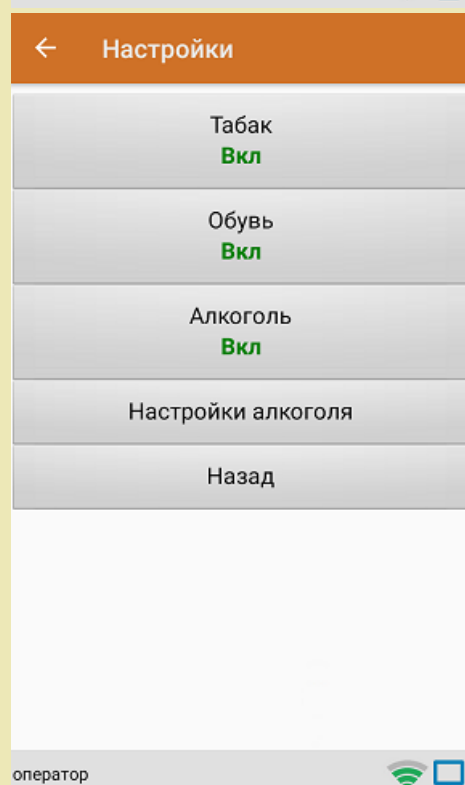 Настройки
Табак
Вкл
Обувь
Вкл
Алкоголь
Вкл
Настройки алкоголя
Назад
оператор